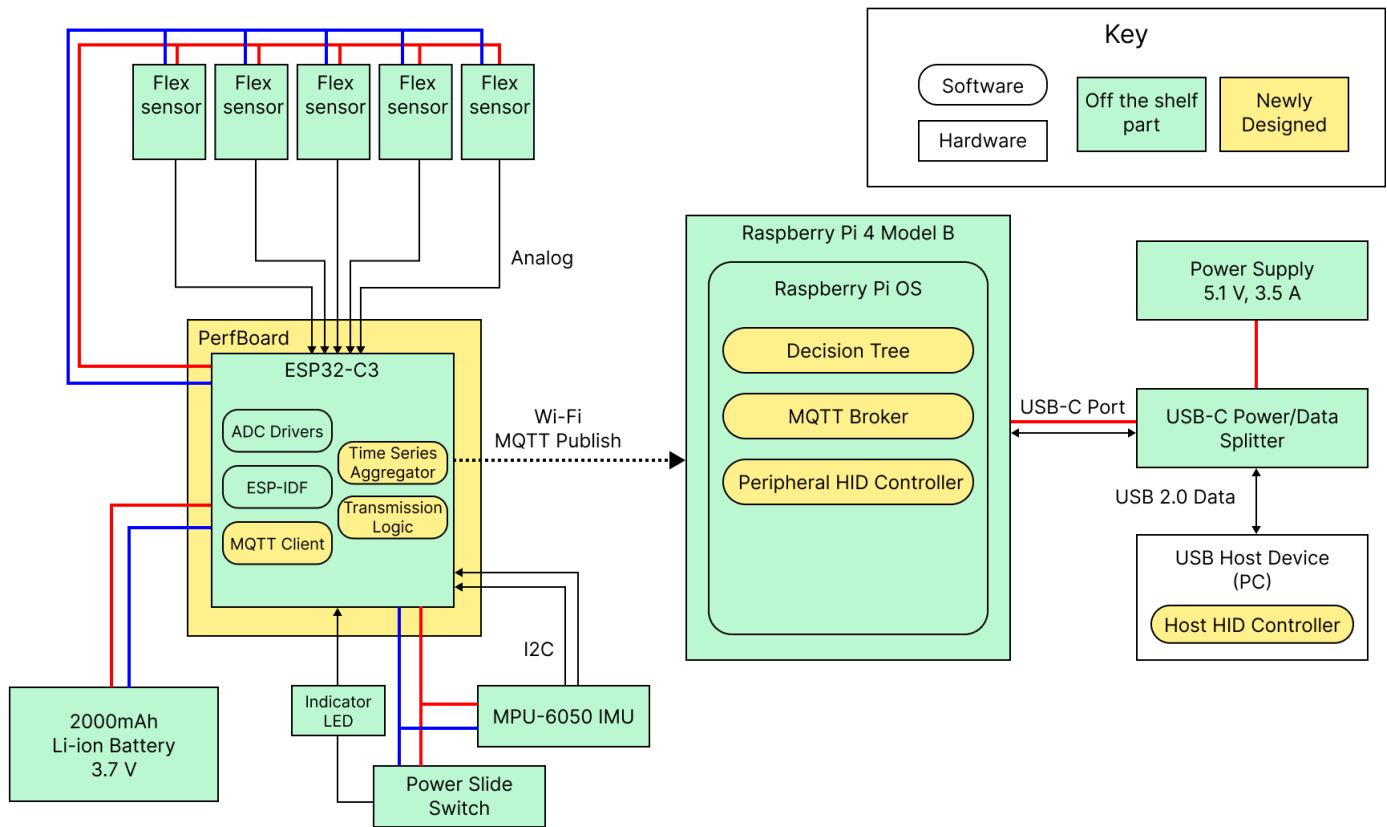 Key
Software
Hardware
Off the shelf
part
Newly
Designed
Flex
sensor
Flex
sensor
Flex
sensor
Flex
sensor
Flex
sensor
Analog
PerfBoard
ESP32-C3
ADC Drivers
ESP-IDF
MQTT Client
Time Series
Aggregator
Transmission
Logic
Wi-Fi
MQTT Publish
Raspberry Pi 4 Model B
Raspberry Pi OS
Decision Tree
MQTT Broker
Peripheral HID Controller
USB-C Port
Power Supply
5.1 V, 3.5 A
USB-C Power/Data
Splitter
USB 2.0 Data
USB Host Device
(PC)
Host HID Controller
I2C
2000mAh
Li-ion Battery
3.7 V
Indicator
LED
MPU-6050 IMU
Power Slide
Switch